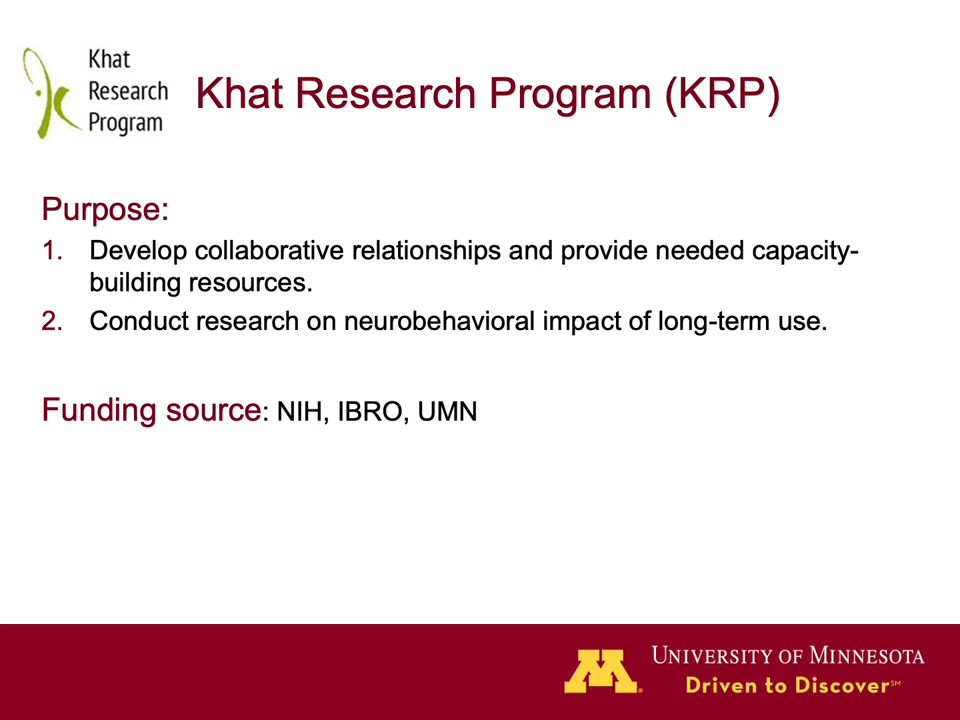 Khat
Research
Program
Khat Research Program (KRP)
Purpose:
1. Develop collaborative relationships and provide needed capacity-
building resources.
2. Conduct research on neurobehavioral impact of long-term use.
Funding source: NIH, IBRO, UMN
M
UNIVERSITY OF MINNESOTA
Driven to Discover℠